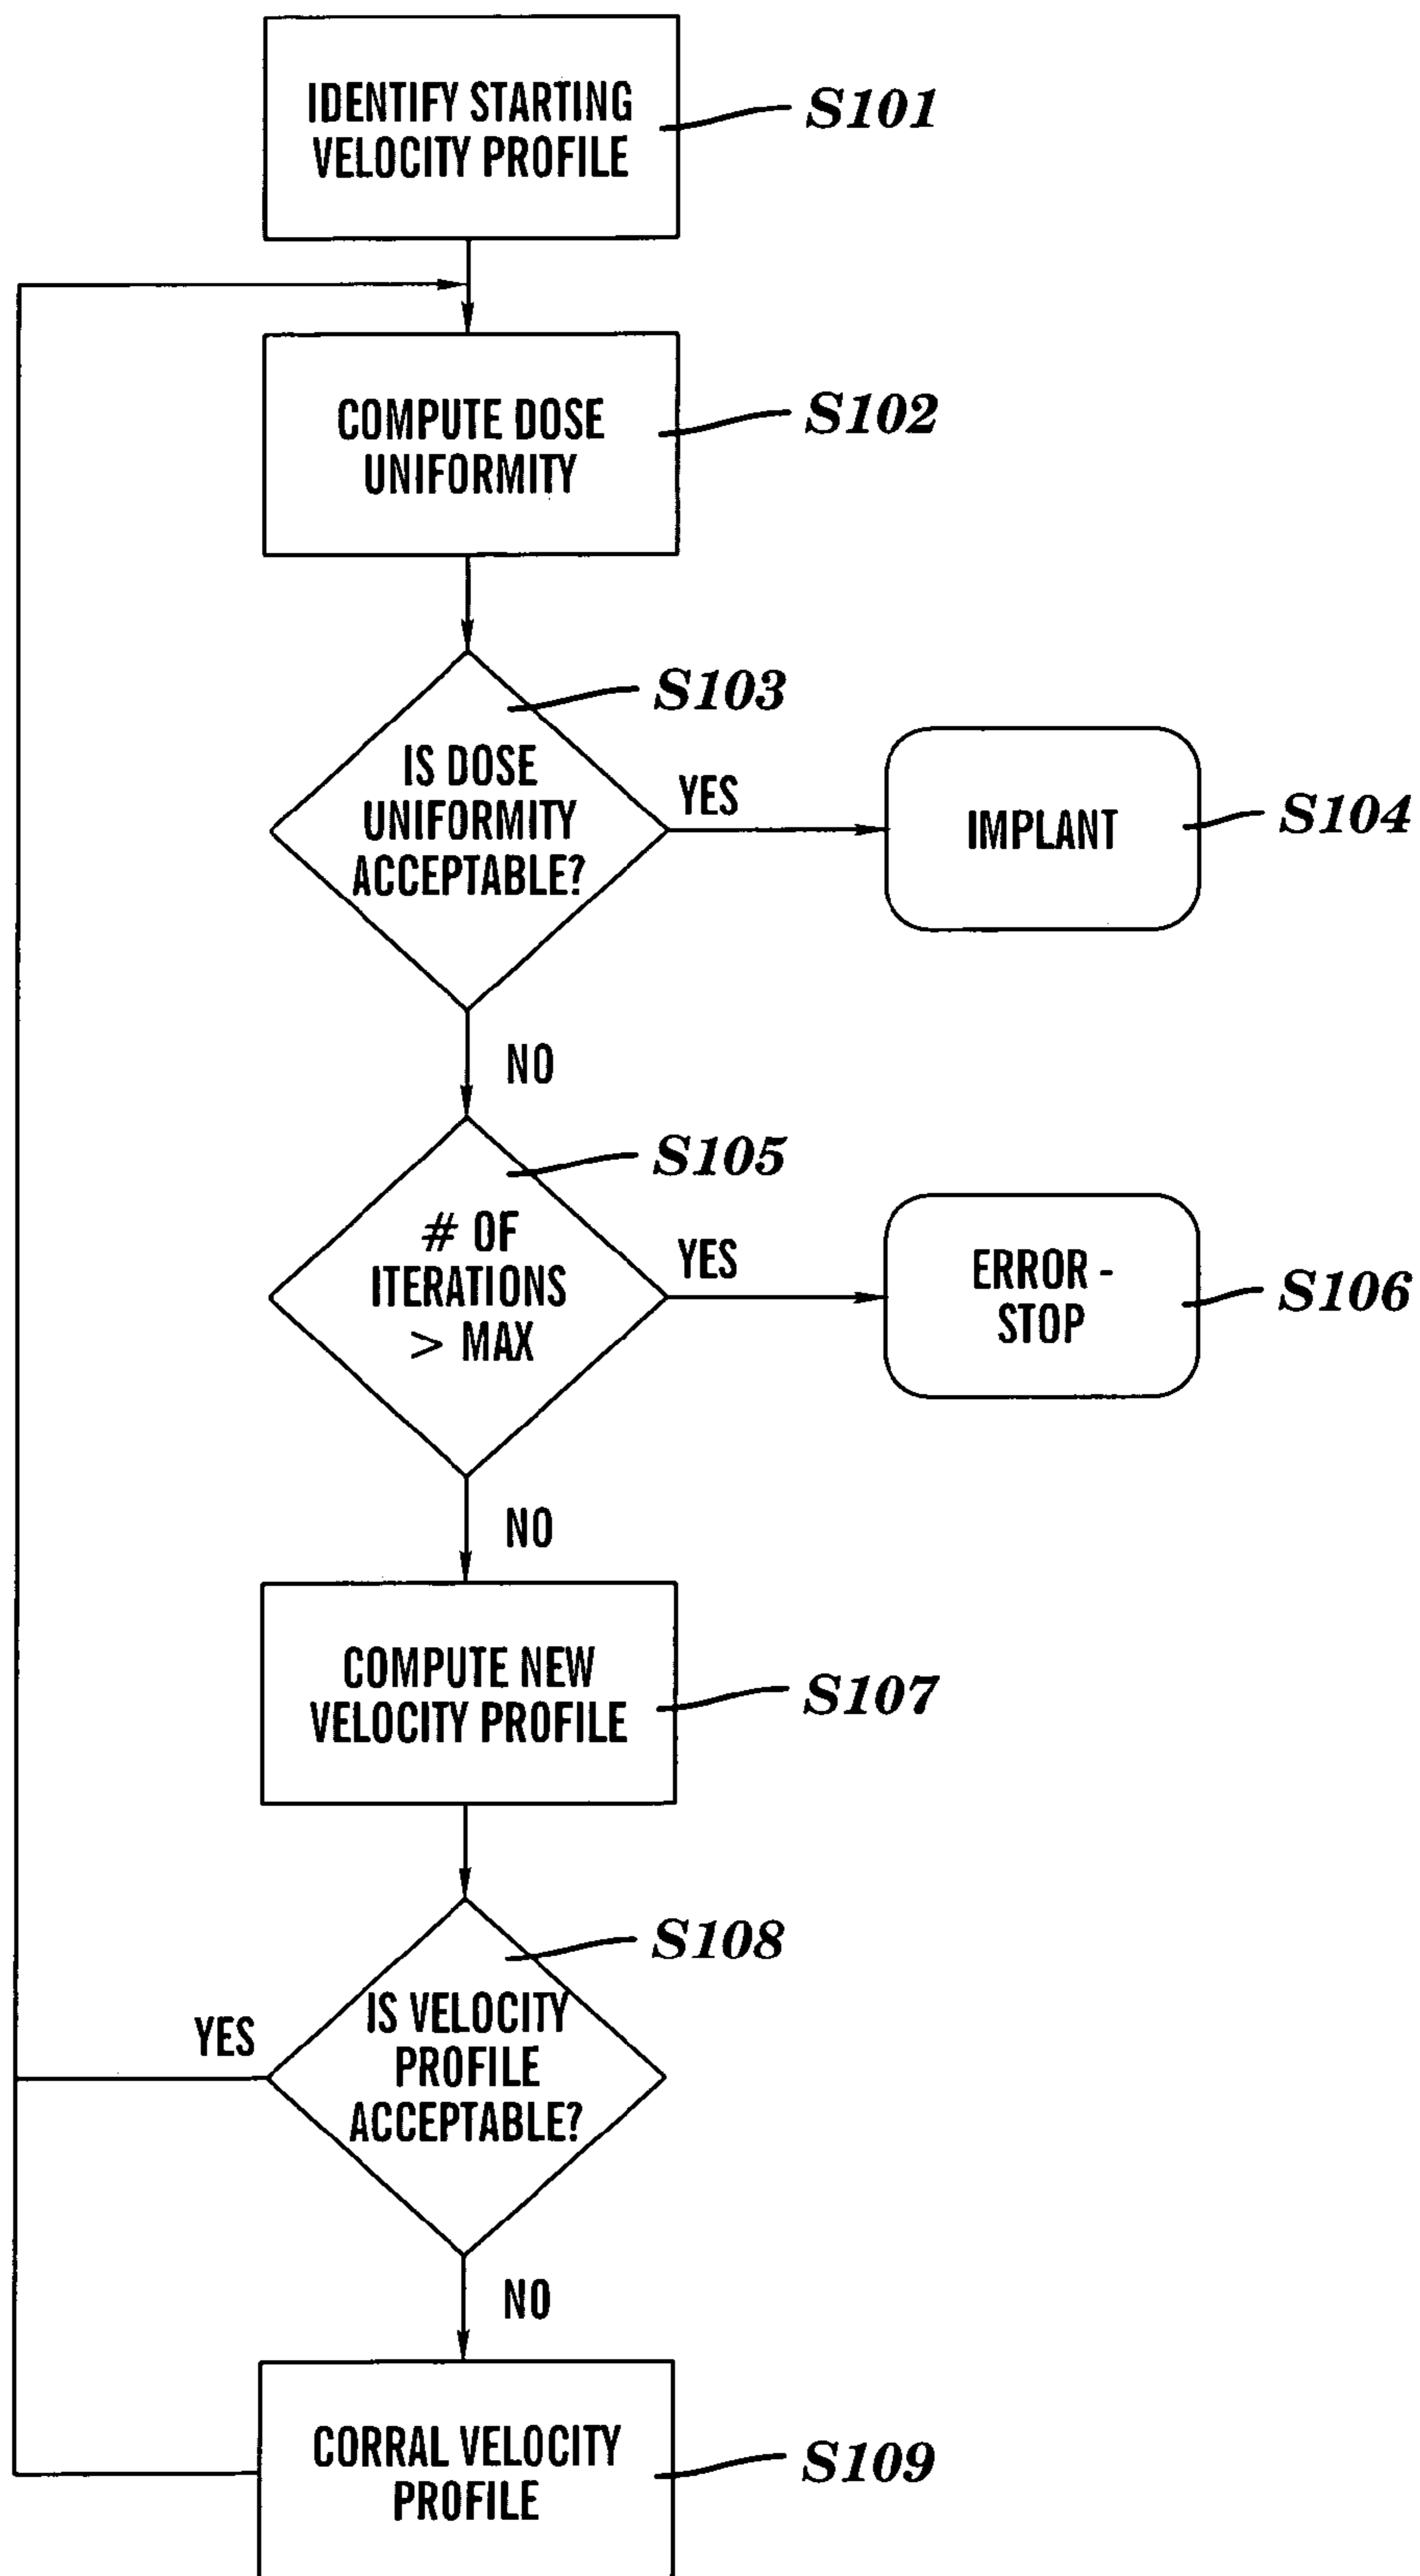 IDENTIFY STARTING
VELOCITY PROFILE
S101
COMPUTE DOSE
UNIFORMITY
S102
S103
IS DOSE
UNIFORMITY
ACCEPTABLE?
YES
IMPLANT
S104
NO
S105
# OF
ITERATIONS
> MAX
YES
ERROR -
STOP
S106
NO
COMPUTE NEW
VELOCITY PROFILE
S107
S108
IS VELOCITY
PROFILE
ACCEPTABLE?
YES
NO
CORRAL VELOCITY
PROFILE
S109